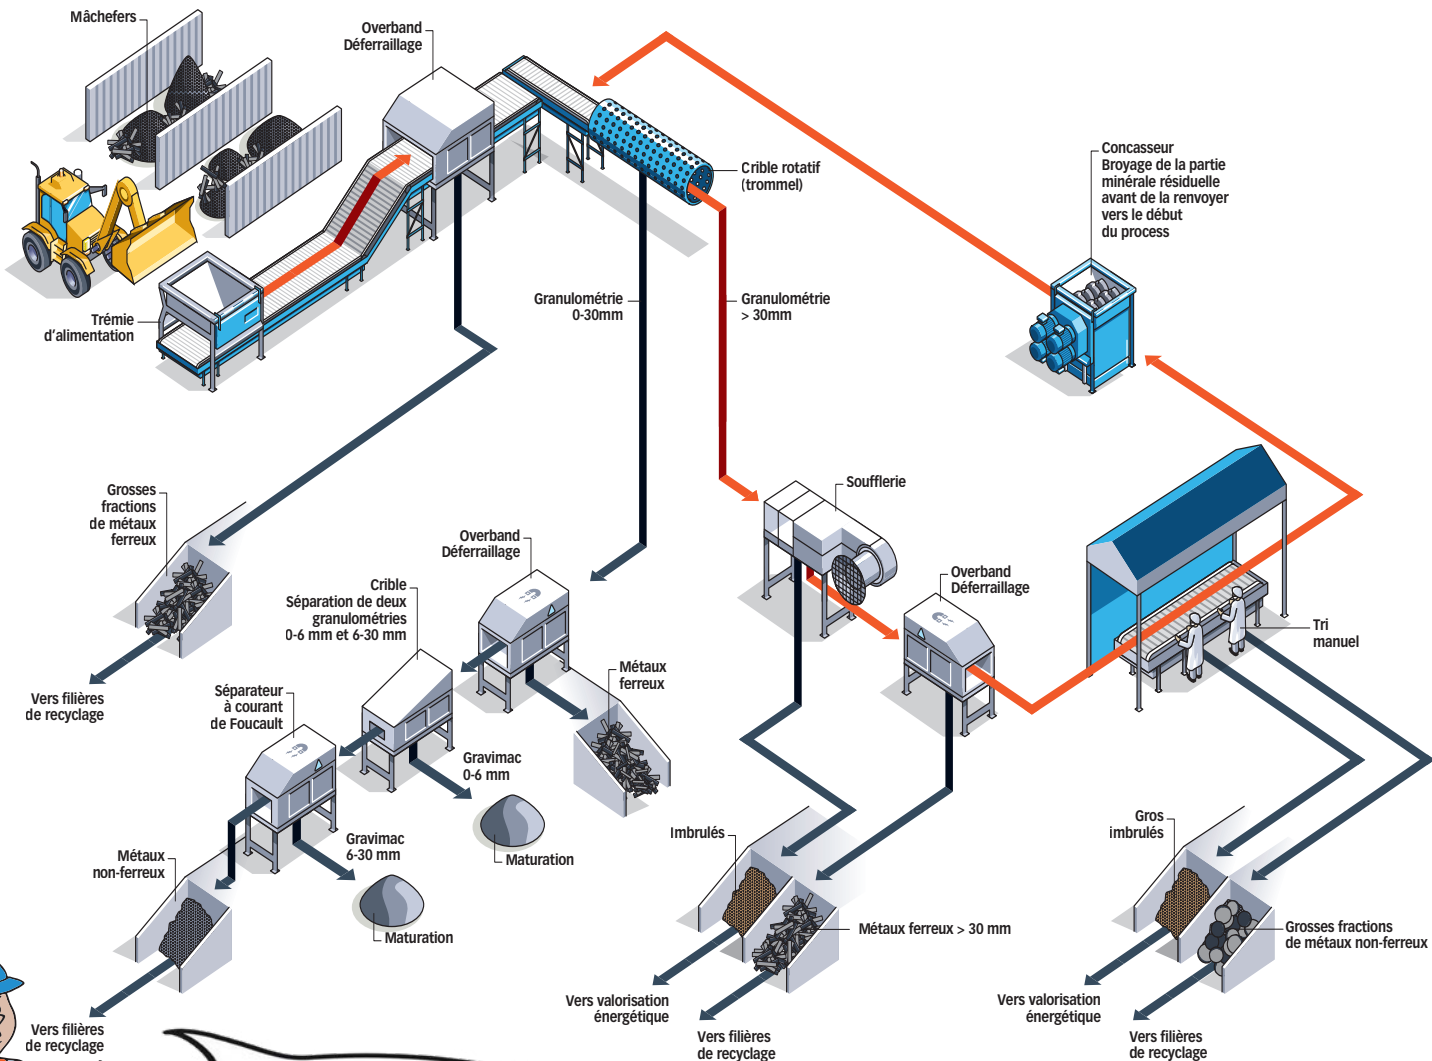 Mâchefers
Overband
Déferraillage
Crible rotatif
(trommel)
Concasseur
Broyage de la partie
minérale résiduelle
avant de la renvoyer
vers le début
du process
Trémie
d'alimentation
Granulométrie
0-30mm
Granulométrie
> 30mm
Grosses
fractions
de métaux
ferreux
Vers filières
de recyclage
Overband
Déferraillage
Crible
Séparation de deux
granulométries
0-6 mm et 6-30 mm
Séparateur
à courant
de Foucault
Métaux
ferreux
Gravimac
0-6 mm
Maturation
Gravimac
6-30 mm
Maturation
Métaux
non-ferreux
Vers filières
de recyclage
Soufflerie
Overband
Déferraillage
Tri
manuel
Imbrulés
Métaux ferreux > 30 mm
Vers valorisation
énergétique
Vers filières
de recyclage
Gros
imbrulés
Grosses fractions
de métaux non-ferreux
Vers valorisation
énergétique
Vers filières
de recyclage